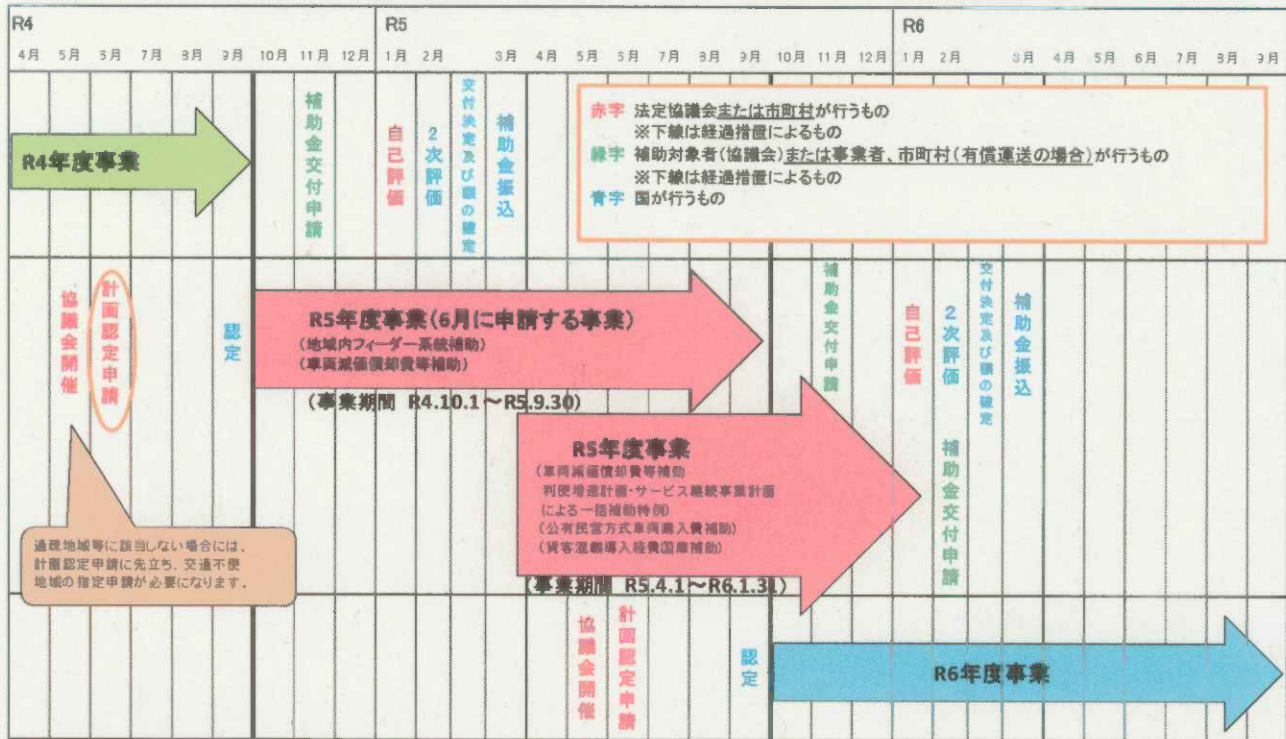 R4
R5
R6
4月 5月 6月 7月 8月 9月 10月 11月 12月 1月 2月 3月 4月 5月 6月 7月 8月 9月 10月 11月 12月 1月 2月 3月 4月 5月 6月 7月 8月 9月
R4年度事業
補助金交付申請
自己評価
2次評価
交付決定及び額の確定
補助金振込
赤字 法定協議会または市町村が行うもの
※下線は経過措置によるもの
緑字 補助対象者(協議会)または事業者、市町村(有償運送の場合)が行うもの
※下線は経過措置によるもの
青字 国が行うもの
協議会開催
計画認定申請
認定
R5年度事業(6月に申請する事業)
(地域内フィーダー系統補助)
(車両減価償却費等補助)
(事業期間 R4.10.1～R5.9.30)
補助金交付申請
自己評価
2次評価
交付決定及び額の確定
補助金振込
R5年度事業
(車両減価償却費等補助
利便増進計画・サービス継続事業計画
による一括補助特例)
(公有民営方式車両購入費補助)
(貨客混載導入経費国庫補助)
(事業期間 R5.4.1～R6.1.31)
補助金交付申請
過疎地域等に該当しない場合には、
計画認定申請に先立ち、交通不便
地域の指定申請が必要になります。
協議会開催
計画認定申請
認定
R6年度事業